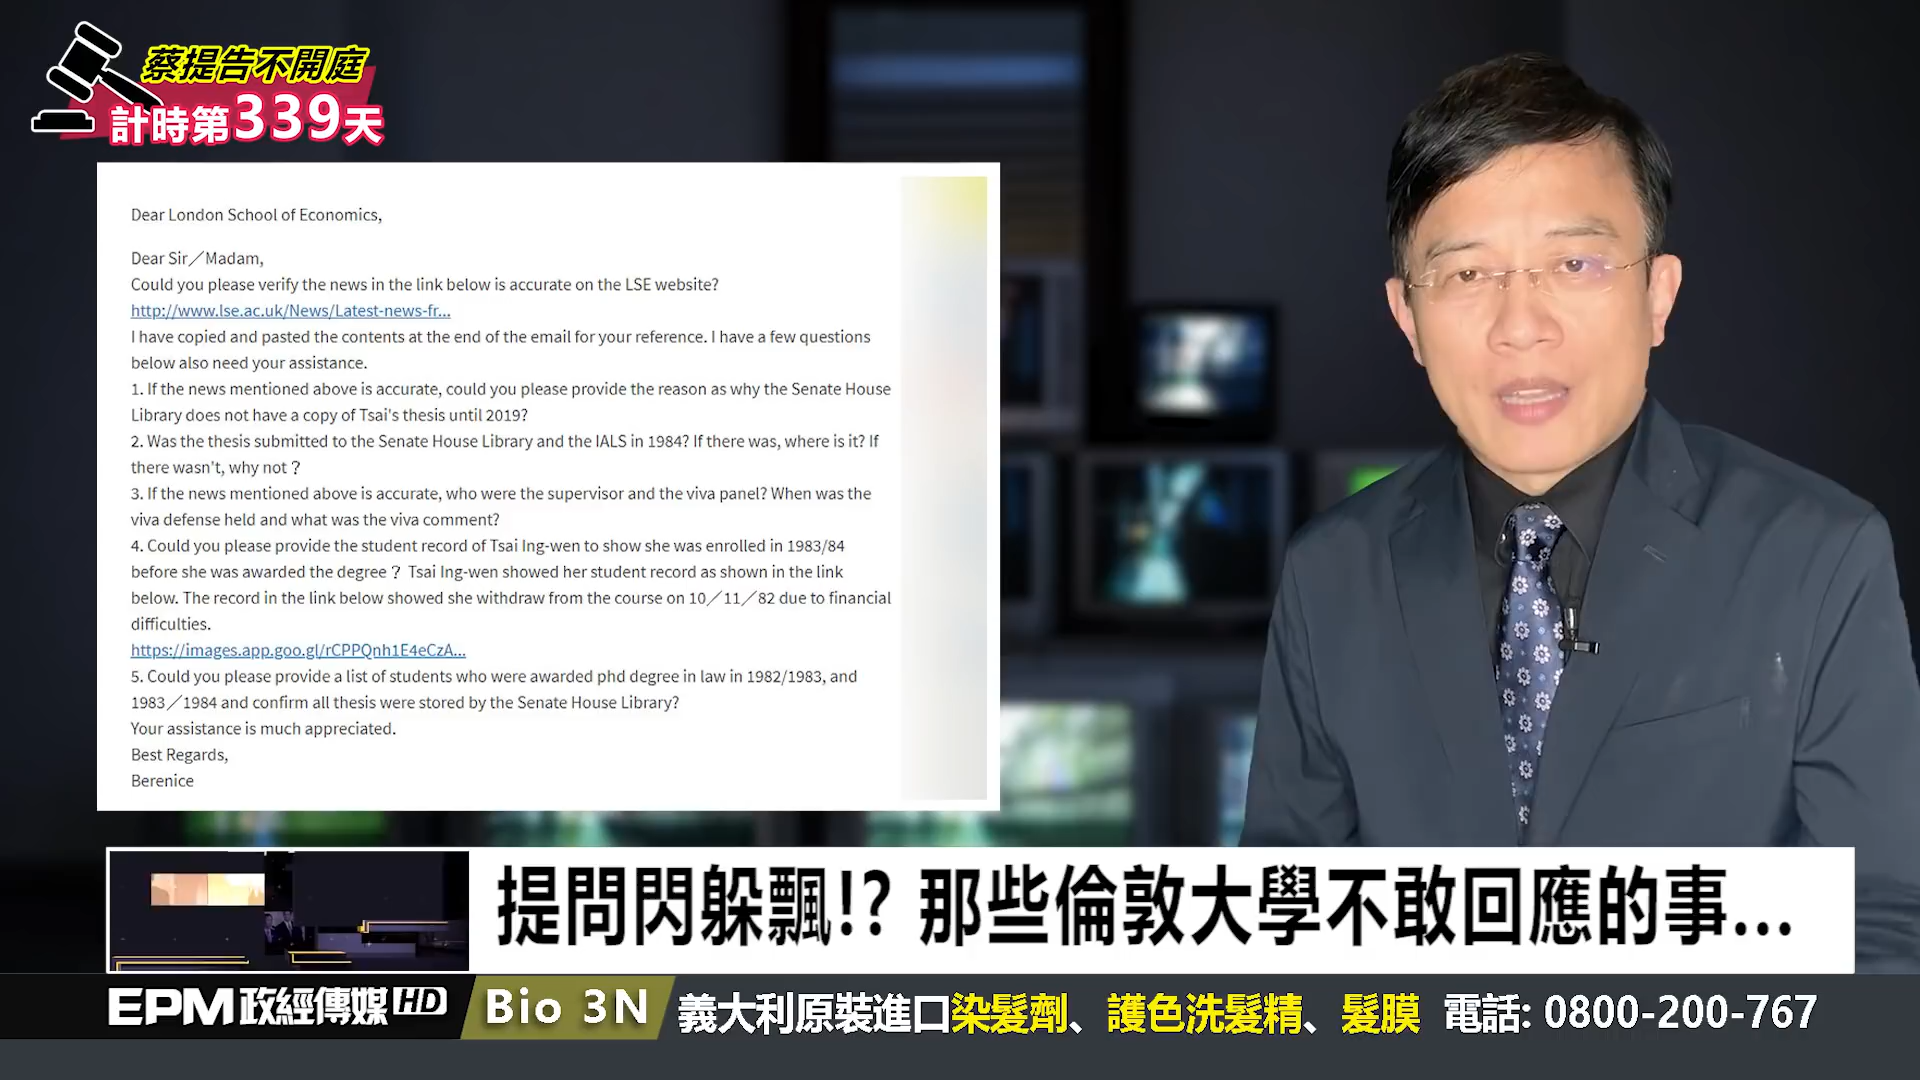 蔡提告不開庭
計時第339天
Dear London School of Economics,
Dear Sir／Madam,
Could you please verify the news in the link below is accurate on the LSE website?
http://www.lse.ac.uk/News/Latest-news-fr...
I have copied and pasted the contents at the end of the email for your reference. I have a few questions
below also need your assistance.
1. If the news mentioned above is accurate, could you please provide the reason as why the Senate House
Library does not have a copy of Tsai's thesis until 2019?
2. Was the thesis submitted to the Senate House Library and the IALS in 1984? If there was, where is it? If
there wasn't, why not？
3. If the news mentioned above is accurate, who were the supervisor and the viva panel? When was the
viva defense held and what was the viva comment?
4. Could you please provide the student record of Tsai Ing-wen to show she was enrolled in 1983/84
before she was awarded the degree？ Tsai Ing-wen showed her student record as shown in the link
below. The record in the link below showed she withdraw from the course on 10／11／82 due to financial
difficulties.
https://images.app.goo.gl/rCPPQnh1E4eCzA...
5. Could you please provide a list of students who were awarded phd degree in law in 1982/1983, and
1983／1984 and confirm all thesis were stored by the Senate House Library?
Your assistance is much appreciated.
Best Regards,
Berenice
提問閃躲飄!? 那些倫敦大學不敢回應的事...
EPM政經傳媒HD
Bio 3N
義大利原裝進口染髮劑、護色洗髮精、髮膜 電話: 0800-200-767